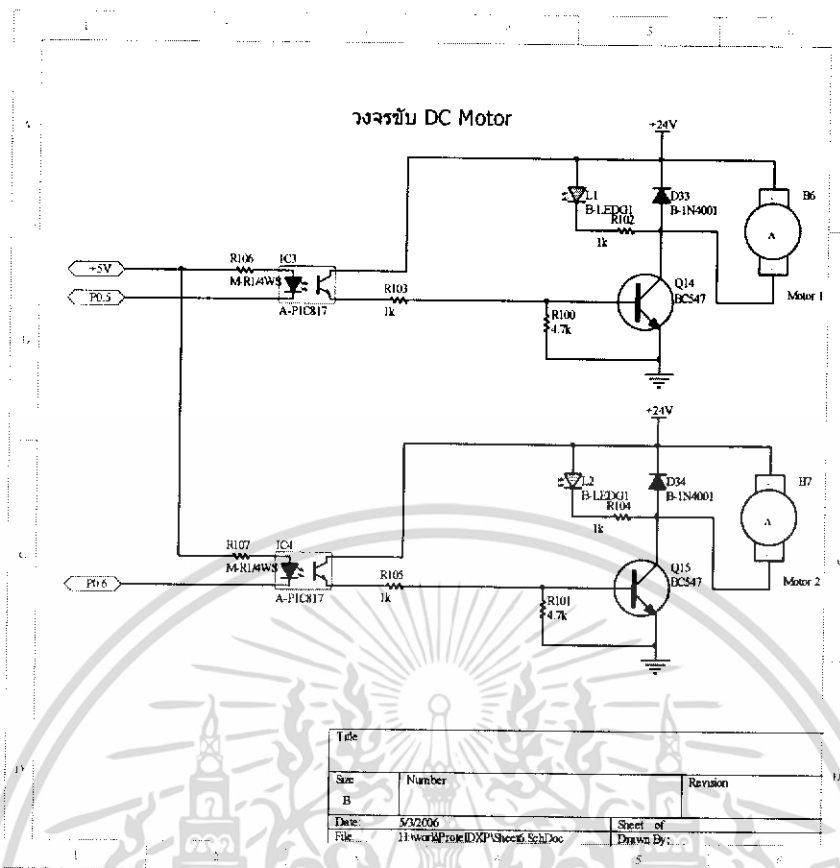 วงจรขับ DC Motor
+24V
L1
B-LEDG1
R102
1k
D33
B-1N4001
B6
A
Motor 1
+5V
P0.5
R106
M-R1/4WS
IC3
A-PIC817
R103
1k
R100
4.7k
Q14
BC547
+24V
L2
B-LEDG1
R104
1k
D34
B-1N4001
B7
A
Motor 2
P0.6
R107
M-R1/4WS
IC4
A-PIC817
R105
1k
R101
4.7k
Q15
BC547
Title
Size
B
Number
Revision
Date:
5/3/2006
Sheet of
File
Drawn By:
5